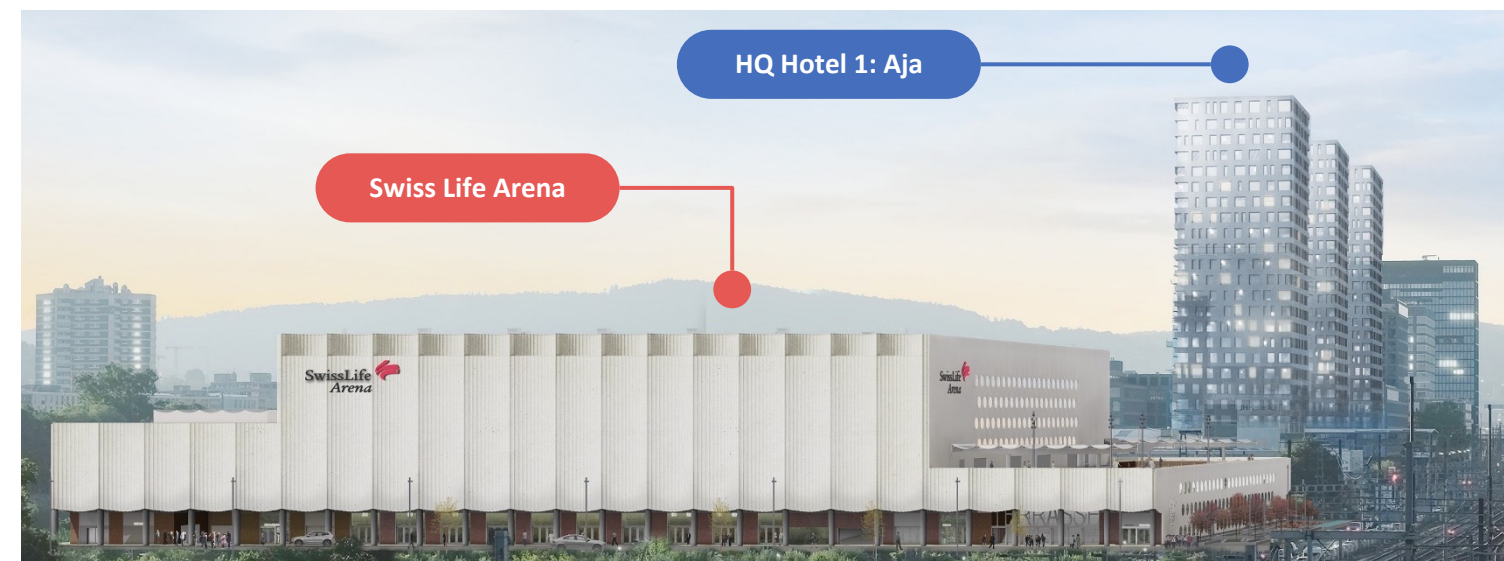 HQ Hotel 1: Aja
Swiss Life Arena
SwissLife
Arena
SwissLife
Arena